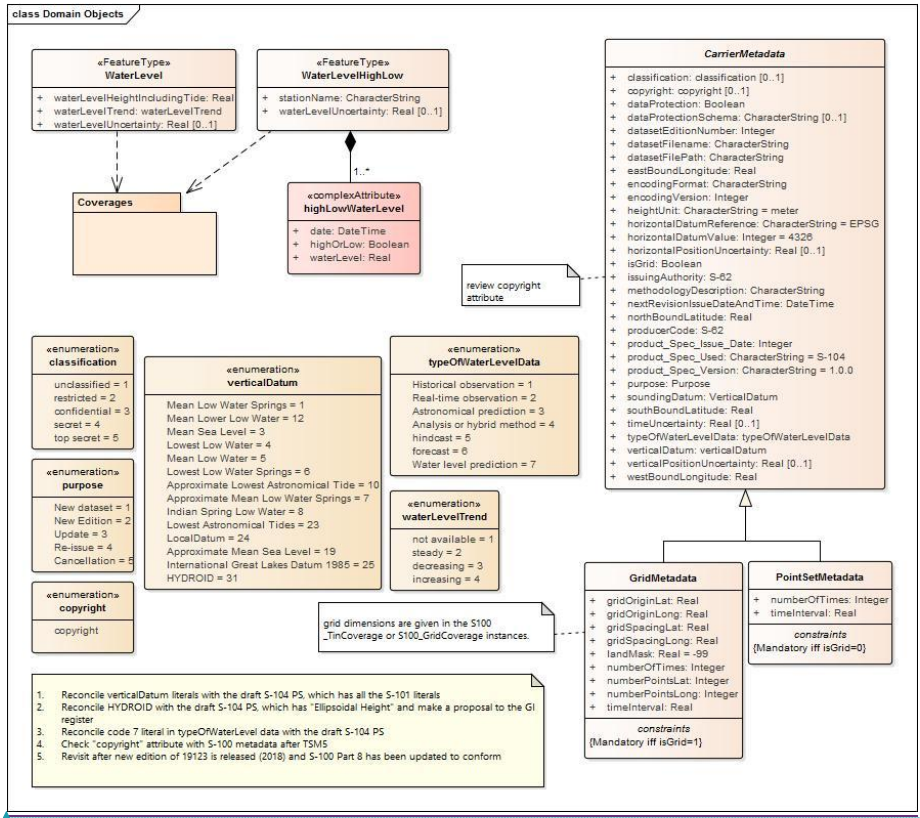 class Domain Objects
«FeatureType»
WaterLevel
+ waterLevelHeightIncludingTide: Real
+ waterLevelTrend: waterLevelTrend
+ waterLevelUncertainty: Real [0..1]
«FeatureType»
WaterLevelHighLow
+ stationName: CharacterString
+ waterLevelUncertainty: Real [0..1]
1..*
Coverages
«complexAttribute»
highLowWaterLevel
+ date: DateTime
+ highOrLow: Boolean
+ waterLevel: Real
CarrierMetadata
+ classification: classification [0..1]
+ copyright: copyright [0..1]
+ dataProtection: Boolean
+ dataProtectionSchema: CharacterString [0..1]
+ datasetEditionNumber: Integer
+ datasetFilename: CharacterString
+ datasetFilePath: CharacterString
+ eastBoundLongitude: Real
+ encodingFormat: CharacterString
+ encodingVersion: Integer
+ heightUnit: CharacterString = meter
+ horizontalDatumReference: CharacterString = EPSG
+ horizontalDatumValue: Integer = 4326
+ horizontalPositionUncertainty: Real [0..1]
+ isGrid: Boolean
+ issuingAuthority: S-62
+ methodologyDescription: CharacterString
+ nextRevisionIssueDateAndTime: DateTime
+ northBoundLatitude: Real
+ producerCode: S-62
+ product_Spec_Issue_Date: Integer
+ product_Spec_Used: CharacterString = S-104
+ product_Spec_Version: CharacterString = 1.0.0
+ purpose: Purpose
+ soundingDatum: VerticalDatum
+ southBoundLatitude: Real
+ timeUncertainty: Real [0..1]
+ typeOfWaterLevelData: typeOfWaterLevelData
+ verticalDatum: verticalDatum
+ verticalPositionUncertainty: Real [0..1]
+ westBoundLongitude: Real
review copyright
attribute
«enumeration»
classification
unclassified = 1
restricted = 2
confidential = 3
secret = 4
top secret = 5
«enumeration»
verticalDatum
Mean Low Water Springs = 1
Mean Lower Low Water = 12
Mean Sea Level = 3
Lowest Low Water = 4
Mean Low Water = 5
Lowest Low Water Springs = 6
Approximate Lowest Astronomical Tide = 10
Approximate Mean Low Water Springs = 7
Indian Spring Low Water = 8
Lowest Astronomical Tides = 23
LocalDatum = 24
Approximate Mean Sea Level = 19
International Great Lakes Datum 1985 = 25
HYDROID = 31
«enumeration»
typeOfWaterLevelData
Historical observation = 1
Real-time observation = 2
Astronomical prediction = 3
Analysis or hybrid method = 4
hindcast = 5
forecast = 6
Water level prediction = 7
«enumeration»
purpose
New dataset = 1
New Edition = 2
Update = 3
Re-issue = 4
Cancellation = 5
«enumeration»
waterLevelTrend
not available = 1
steady = 2
decreasing = 3
increasing = 4
«enumeration»
copyright
copyright
grid dimensions are given in the S100
_TinCoverage or S100_GridCoverage instances.
GridMetadata
+ gridOriginLat: Real
+ gridOriginLong: Real
+ gridSpacingLat: Real
+ gridSpacingLong: Real
+ landMask: Real = -99
+ numberOfTimes: Integer
+ numberPointsLat: Integer
+ numberPointsLong: Integer
+ timeInterval: Real
constraints
{Mandatory iff isGrid=1}
PointSetMetadata
+ numberOfTimes: Integer
+ timeInterval: Real
constraints
{Mandatory iff isGrid=0}
1. Reconcile verticalDatum literals with the draft S-104 PS, which has all the S-101 literals
2. Reconcile HYDROID with the draft S-104 PS, which has "Ellipsoidal Height" and make a proposal to the GI
register
3. Reconcile code 7 literal in typeOfWaterLevel data with the draft S-104 PS
4. Check "copyright" attribute with S-100 metadata after TSM5
5. Revisit after new edition of 19123 is released (2018) and S-100 Part 8 has been updated to conform